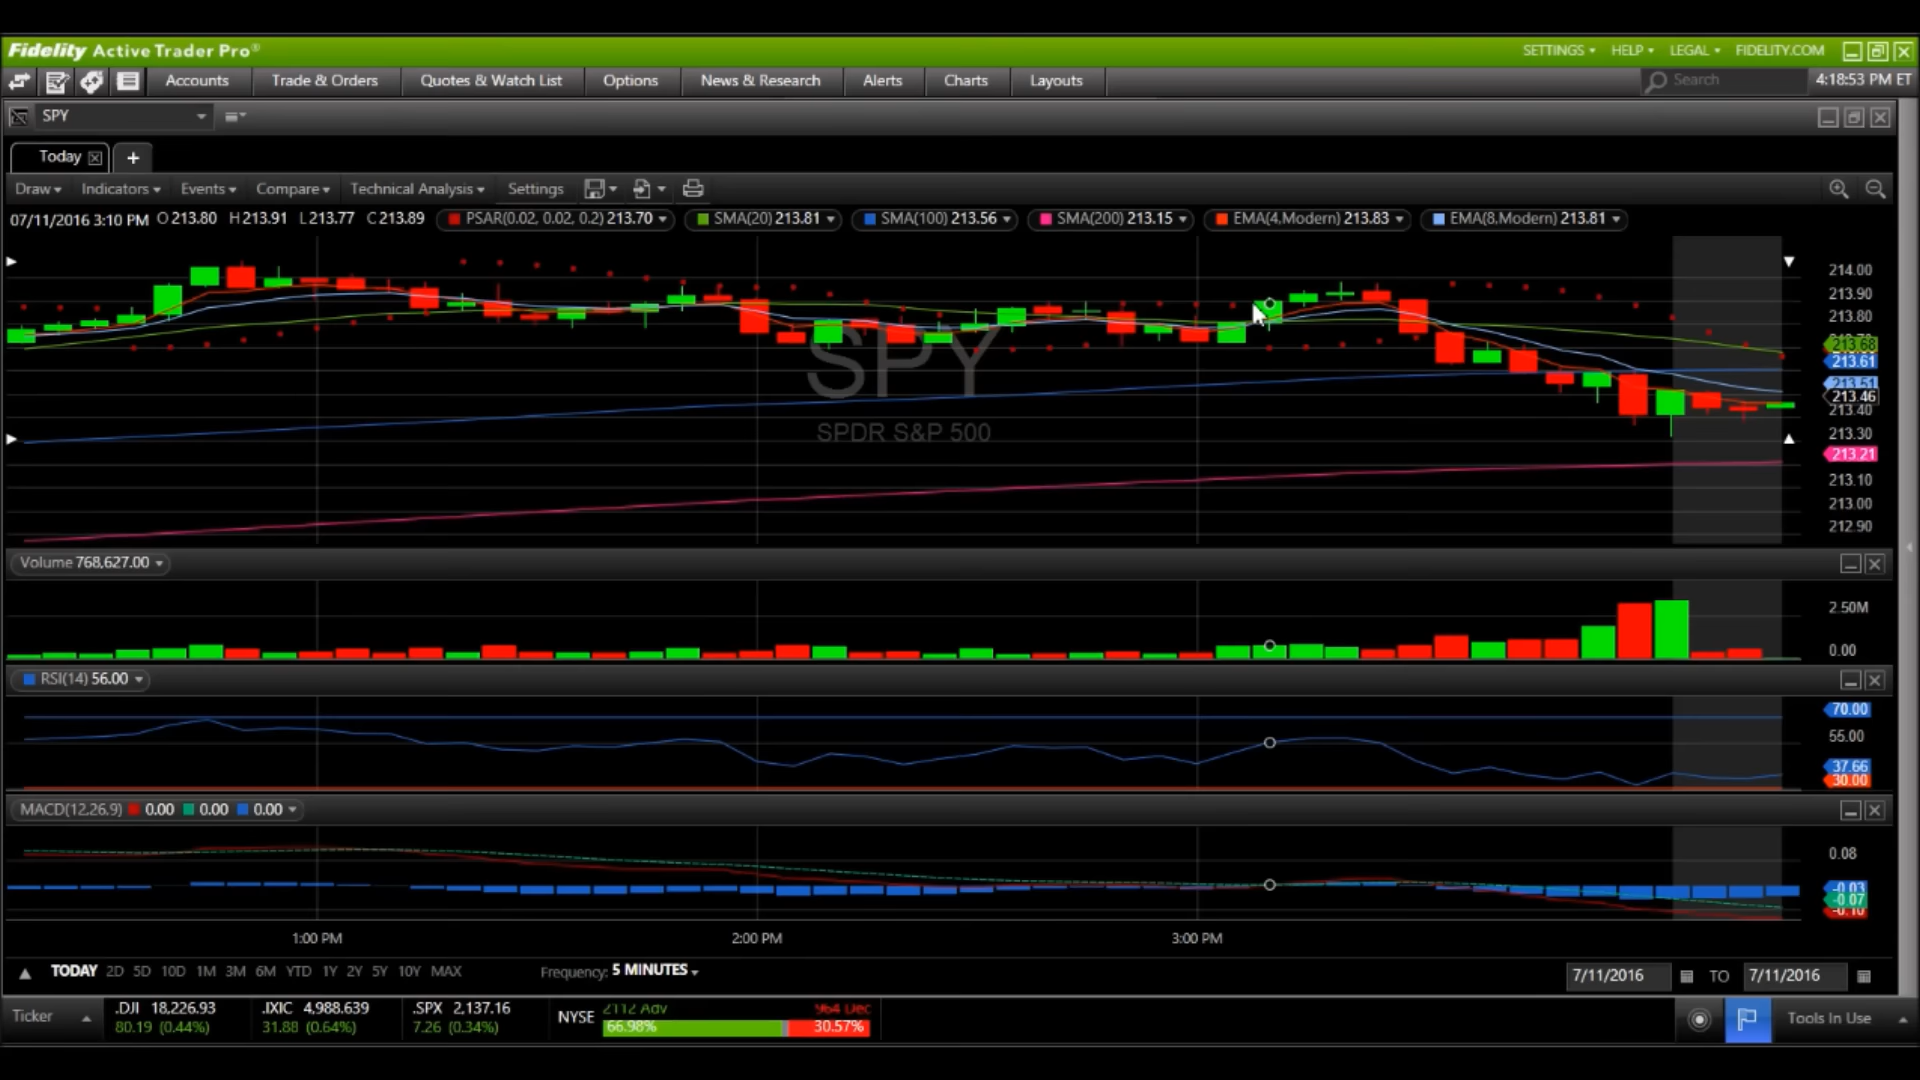 Fidelity Active Trader Pro® SETTINGS HELP LEGAL FIDELITY.COM
Accounts Trade & Orders Quotes & Watch List Options News & Research Alerts Charts Layouts Search 4:18:53 PM ET
SPY
Today +
Draw Indicators Events Compare Technical Analysis Settings
07/11/2016 3:10 PM O 213.80 H 213.91 L 213.77 C 213.89 PSAR(0.02, 0.02, 0.2) 213.70 SMA(20) 213.81 SMA(100) 213.56 SMA(200) 213.15 EMA(4,Modern) 213.83 EMA(8,Modern) 213.81
214.00
213.90
213.80
213.68
213.61
213.51
213.46
213.40
213.30
213.21
213.10
213.00
212.90
SPY
SPDR S&P 500
Volume 768,627.00
2.50M
0.00
RSI(14) 56.00
70.00
55.00
37.66
30.00
MACD(12,26,9) 0.00 0.00 0.00
0.08
-0.03
-0.07
-0.10
1:00 PM 2:00 PM 3:00 PM
TODAY 2D 5D 10D 1M 3M 6M YTD 1Y 2Y 5Y 10Y MAX Frequency: 5 MINUTES 7/11/2016 TO 7/11/2016
Ticker .DJI 18,226.93 .IXIC 4,988.639 .SPX 2,137.16 NYSE 2112 Adv 964 Dec Tools In Use
80.19 (0.44%) 31.88 (0.64%) 7.26 (0.34%) 66.98% 30.57%